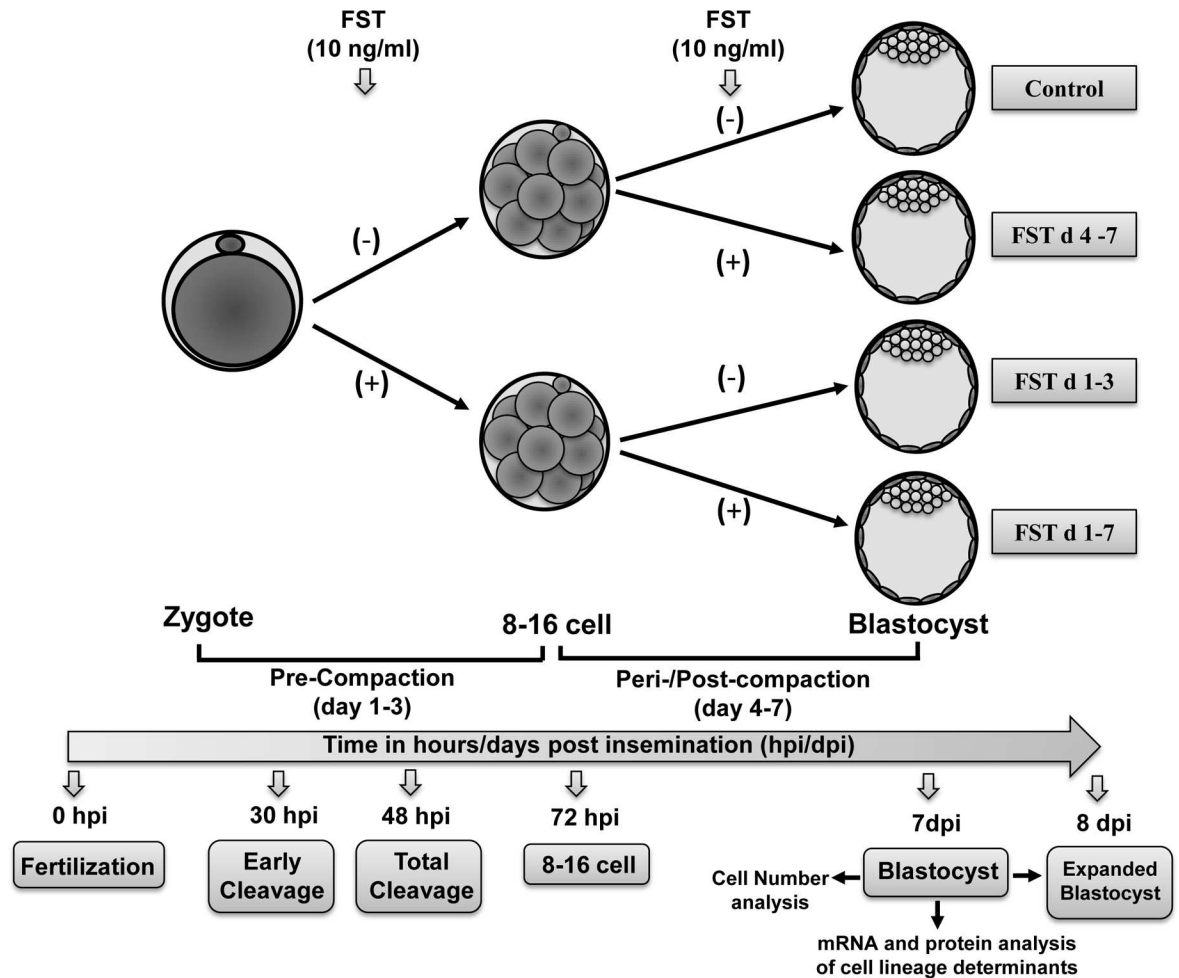 FST
(10 ng/ml)
FST
(10 ng/ml)
(-)
Control
(-)
(+)
FST d 4 -7
(+)
(-)
FST d 1-3
(+)
FST d 1-7
Zygote
8-16 cell
Blastocyst
Pre-Compaction
(day 1-3)
Peri-/Post-compaction
(day 4-7)
Time in hours/days post insemination (hpi/dpi)
0 hpi
30 hpi
48 hpi
72 hpi
7dpi
8 dpi
Fertilization
Early
Cleavage
Total
Cleavage
8-16 cell
Cell Number
analysis
Blastocyst
Expanded
Blastocyst
mRNA and protein analysis
of cell lineage determinants